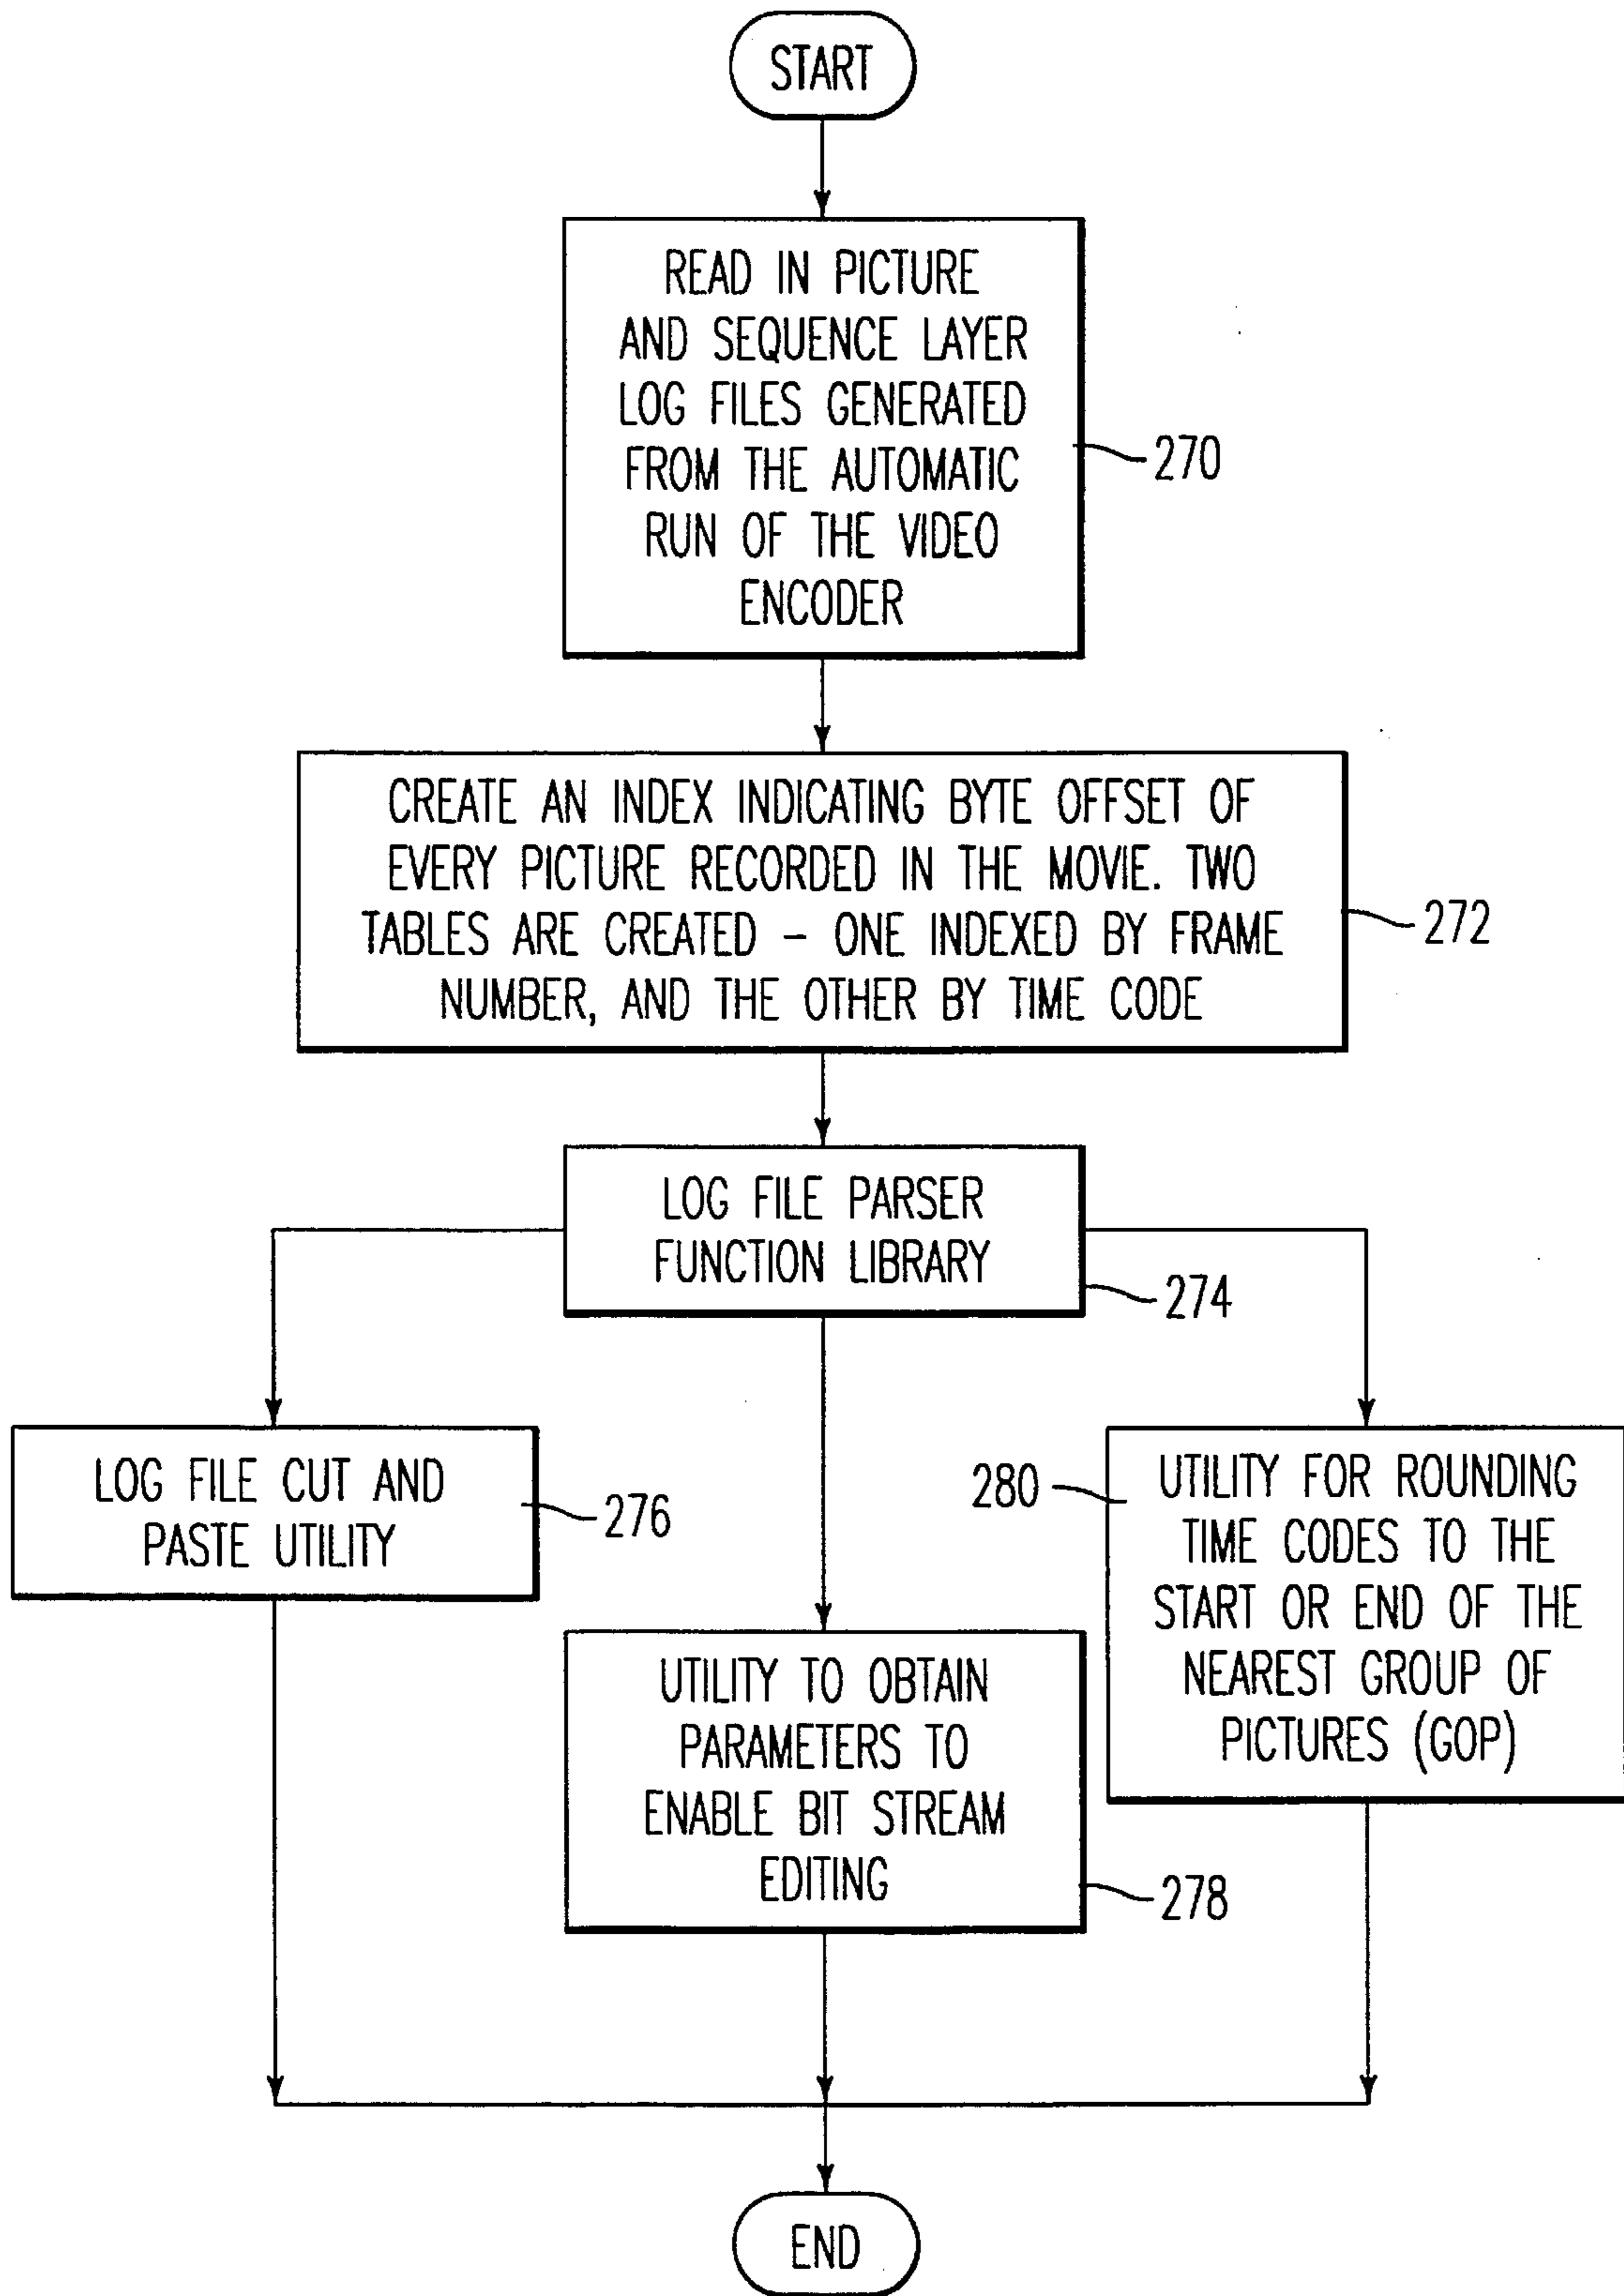 START
READ IN PICTURE
AND SEQUENCE LAYER
LOG FILES GENERATED
FROM THE AUTOMATIC
RUN OF THE VIDEO
ENCODER
270
CREATE AN INDEX INDICATING BYTE OFFSET OF
EVERY PICTURE RECORDED IN THE MOVIE. TWO
TABLES ARE CREATED – ONE INDEXED BY FRAME
NUMBER, AND THE OTHER BY TIME CODE
272
LOG FILE PARSER
FUNCTION LIBRARY
274
LOG FILE CUT AND
PASTE UTILITY
276
UTILITY TO OBTAIN
PARAMETERS TO
ENABLE BIT STREAM
EDITING
278
280
UTILITY FOR ROUNDING
TIME CODES TO THE
START OR END OF THE
NEAREST GROUP OF
PICTURES (GOP)
END